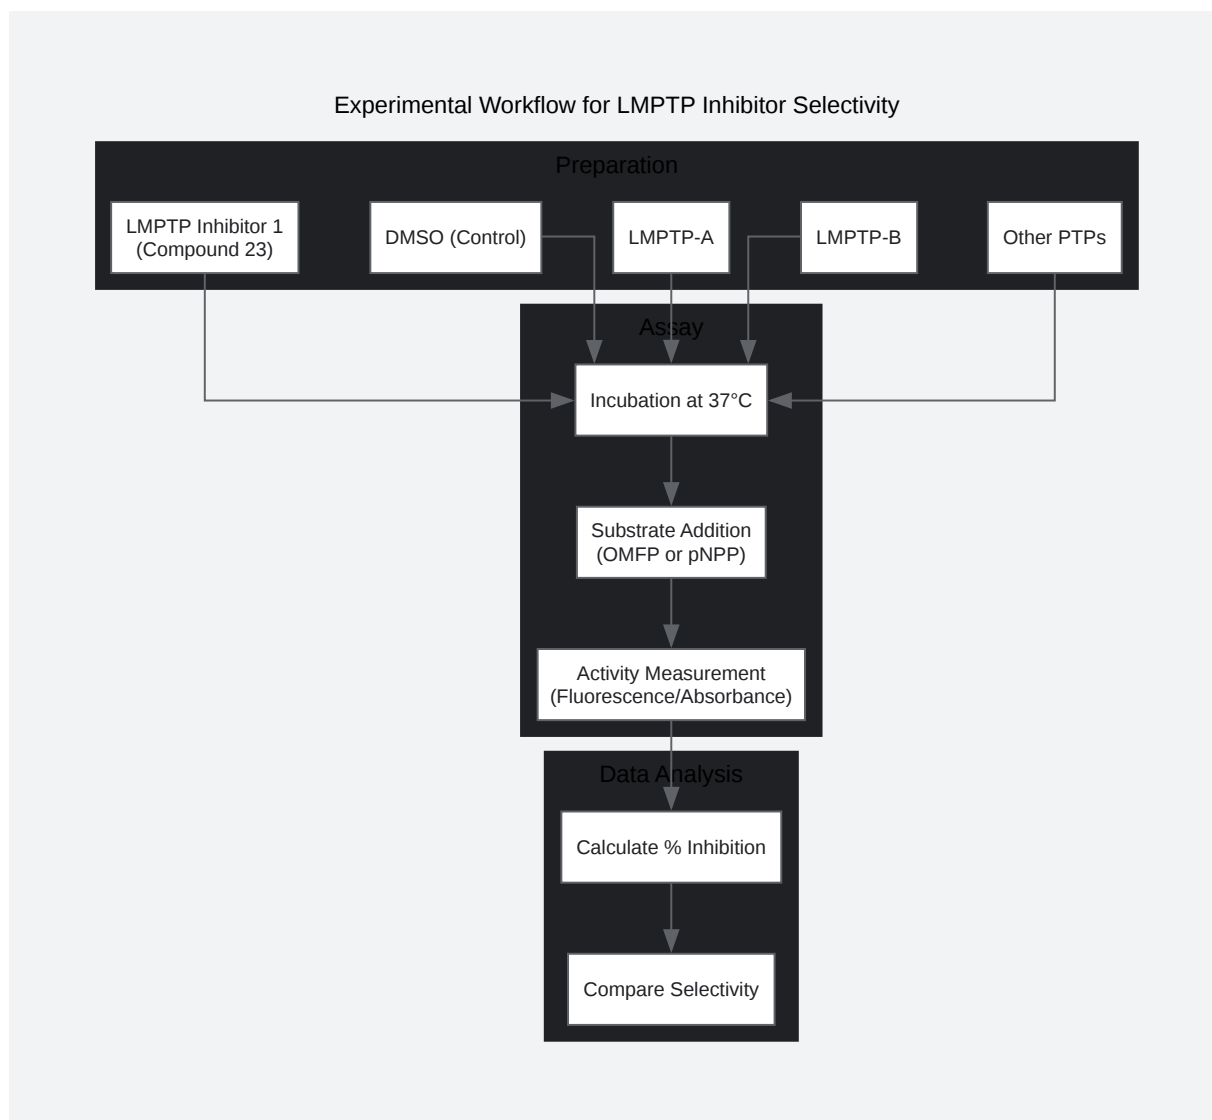 Experimental Workflow for LMPTP Inhibitor Selectivity
Preparation
LMPTP Inhibitor 1
(Compound 23)
DMSO (Control)
LMPTP-A
LMPTP-B
Other PTPs
Assay
Incubation at 37°C
Substrate Addition
(OMFP or pNPP)
Activity Measurement
(Fluorescence/Absorbance)
Data Analysis
Calculate % Inhibition
Compare Selectivity